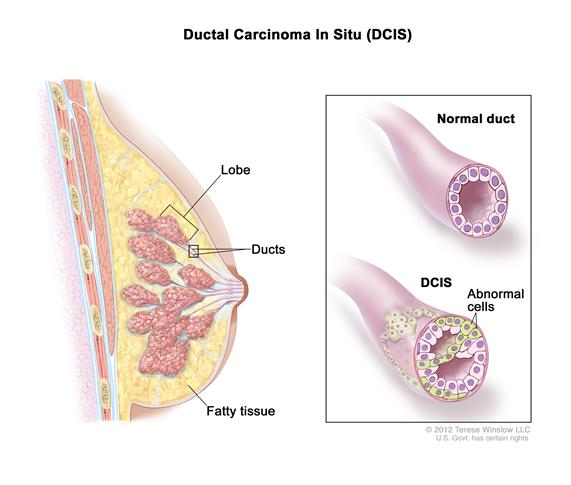 Ductal Carcinoma In Situ (DCIS)
Lobe
Ducts
Fatty tissue
Normal duct
DCIS
Abnormal
cells
© 2012 Terese Winslow LLC
U.S. Govt. has certain rights